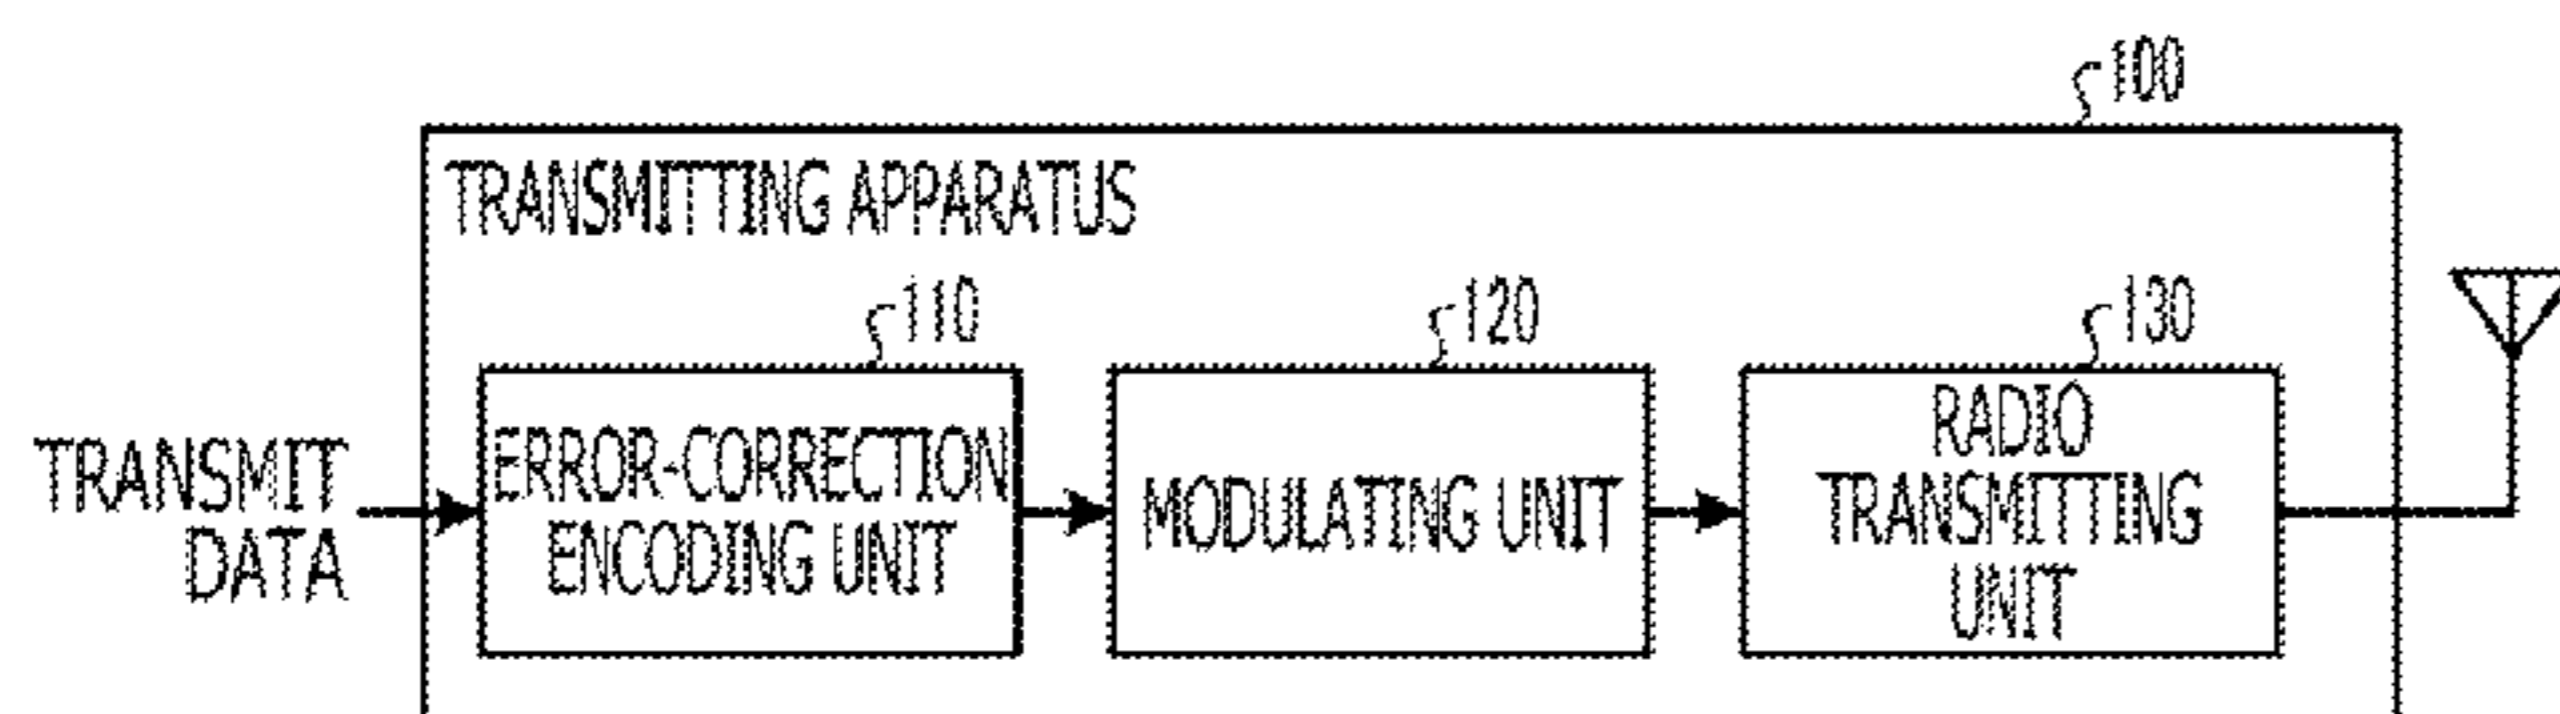 100
TRANSMITTING APPARATUS
110
120
130
TRANSMIT
DATA
ERROR-CORRECTION
ENCODING UNIT
MODULATING UNIT
RADIO
TRANSMITTING
UNIT